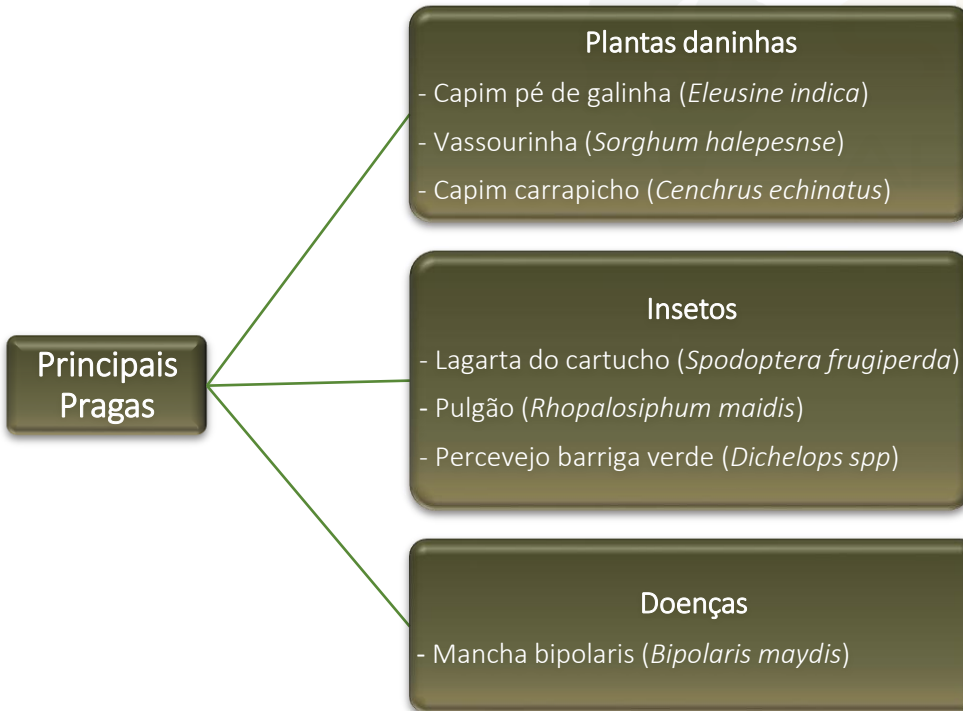 Plantas daninhas
- Capim pé de galinha (Eleusine indica)
- Vassourinha (Sorghum halepesnse)
- Capim carrapicho (Cenchrus echinatus)
Principais
Pragas
Insetos
- Lagarta do cartucho (Spodoptera frugiperda)
- Pulgão (Rhopalosiphum maidis)
- Percevejo barriga verde (Dichelops spp)
Doenças
- Mancha bipolaris (Bipolaris maydis)